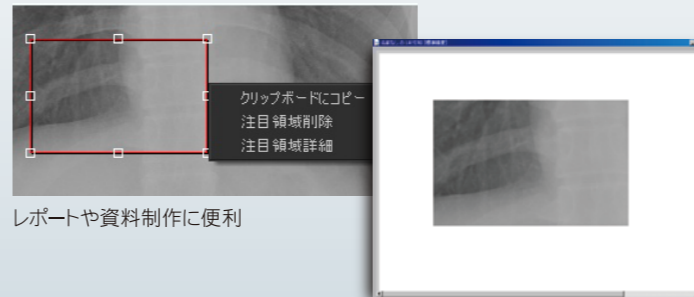 クリップボードにコピー
注目領域削除
注目領域詳細
レポートや資料制作に便利